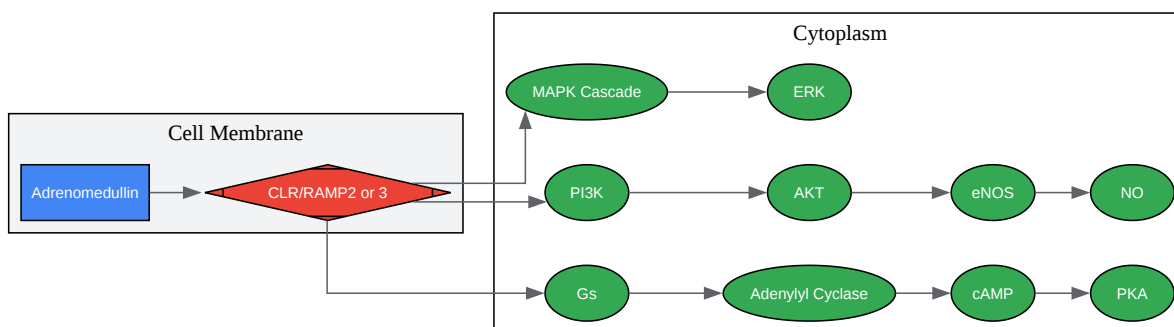 Cytoplasm
MAPK Cascade
ERK
Cell Membrane
Adrenomedullin
CLR/RAMP2 or 3
PI3K
AKT
eNOS
NO
Gs
Adenylyl Cyclase
cAMP
PKA